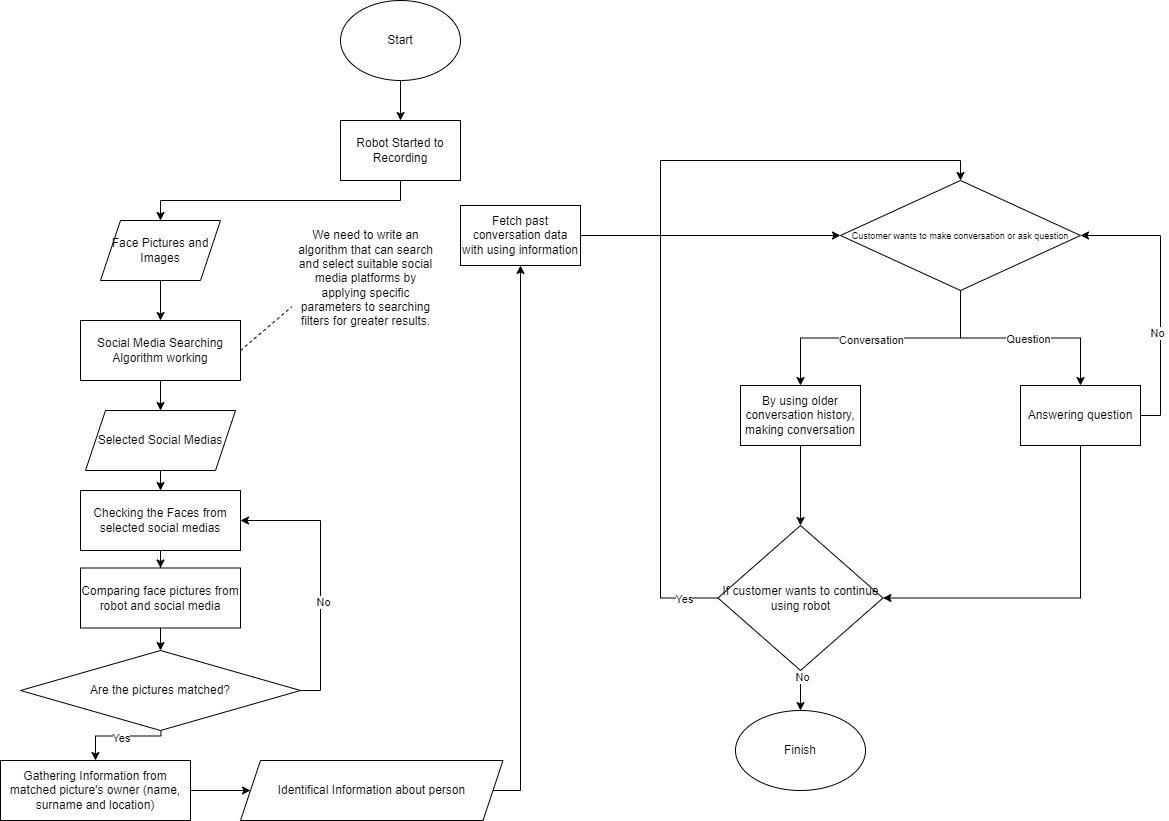 Start
Robot Started to
Recording
Face Pictures and
Images
We need to write an
algorithm that can search
and select suitable social
media platforms by
applying specific
parameters to searching
filters for greater results.
Social Media Searching
Algorithm working
Selected Social Medias
Checking the Faces from
selected social medias
Comparing face pictures from
robot and social media
No
Are the pictures matched?
Yes
Gathering Information from
matched picture's owner (name,
surname and location)
Identifical Information about person
Fetch past
conversation data
with using information
Customer wants to make conversation or ask question
Conversation
Question
No
By using older
conversation history,
making conversation
Answering question
If customer wants to continue
using robot
Yes
No
Finish